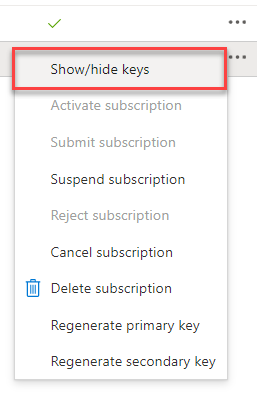 Show/hide keys
Activate subscription
Submit subscription
Suspend subscription
Reject subscription
Cancel subscription
Delete subscription
Regenerate primary key
Regenerate secondary key